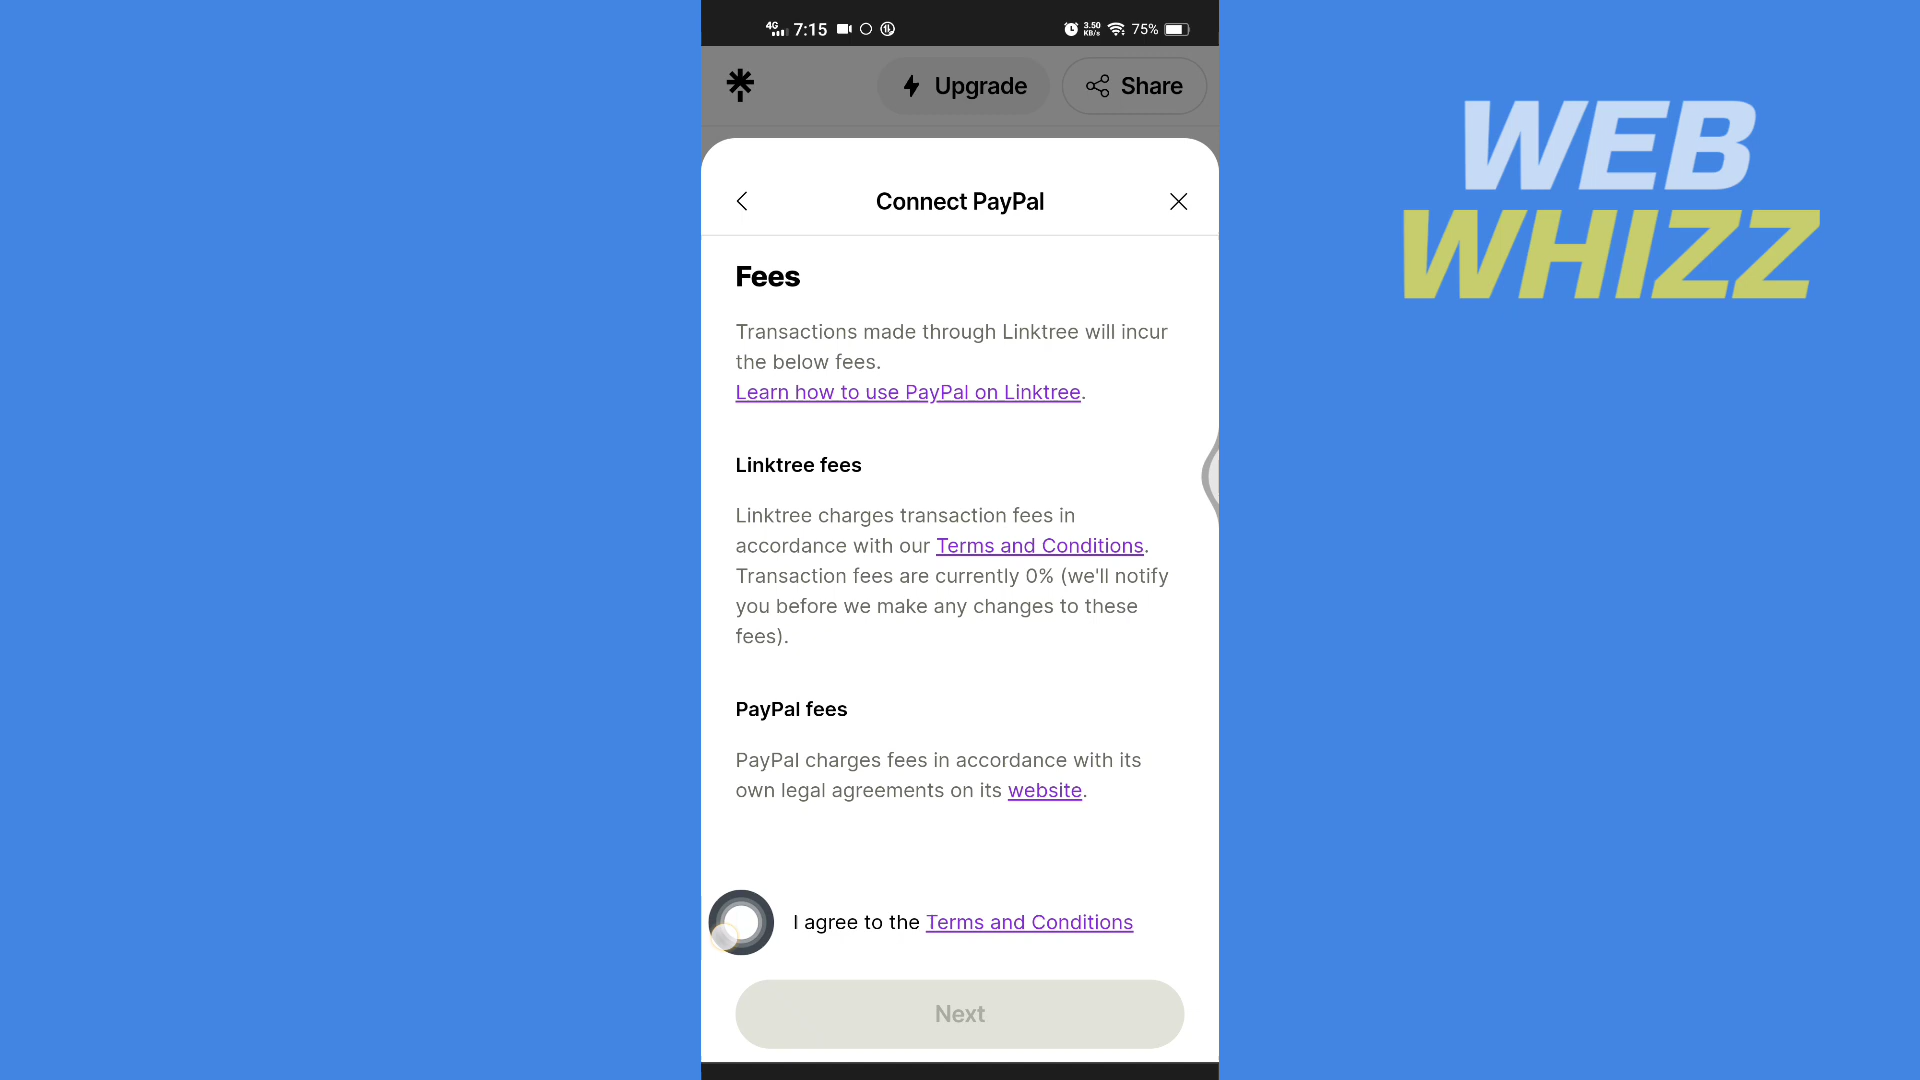 4G 7:15 3.50 KB/s 75%
Upgrade Share
WEB
WHIZZ
Connect PayPal
Fees
Transactions made through Linktree will incur
the below fees.
Learn how to use PayPal on Linktree.
Linktree fees
Linktree charges transaction fees in
accordance with our Terms and Conditions.
Transaction fees are currently 0% (we'll notify
you before we make any changes to these
fees).
PayPal fees
PayPal charges fees in accordance with its
own legal agreements on its website.
I agree to the Terms and Conditions
Next